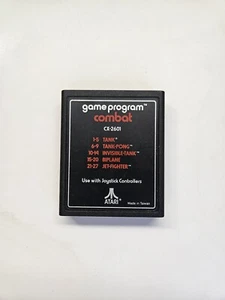 game program™
combat
CX-2601
1-5 TANK*
6-9 TANK-PONG™
10-14 INVISIBLE-TANK™
15-20 BIPLANE
21-27 JET-FIGHTER™
Use with Joystick Controllers
ATARI®
Made in Taiwan